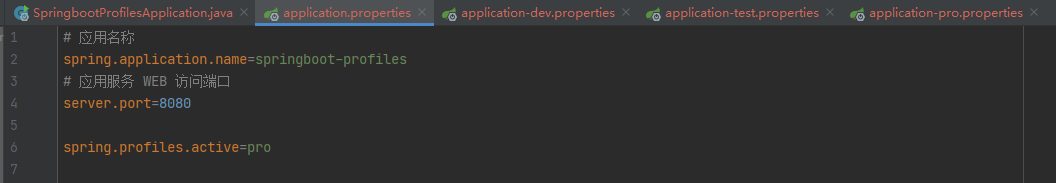 SpringbootProfilesApplication.java application.properties application-dev.properties application-test.properties application-pro.properties
1 # 应用名称
2 spring.application.name=springboot-profiles
3 # 应用服务 WEB 访问端口
4 server.port=8080
5
6 spring.profiles.active=pro
7